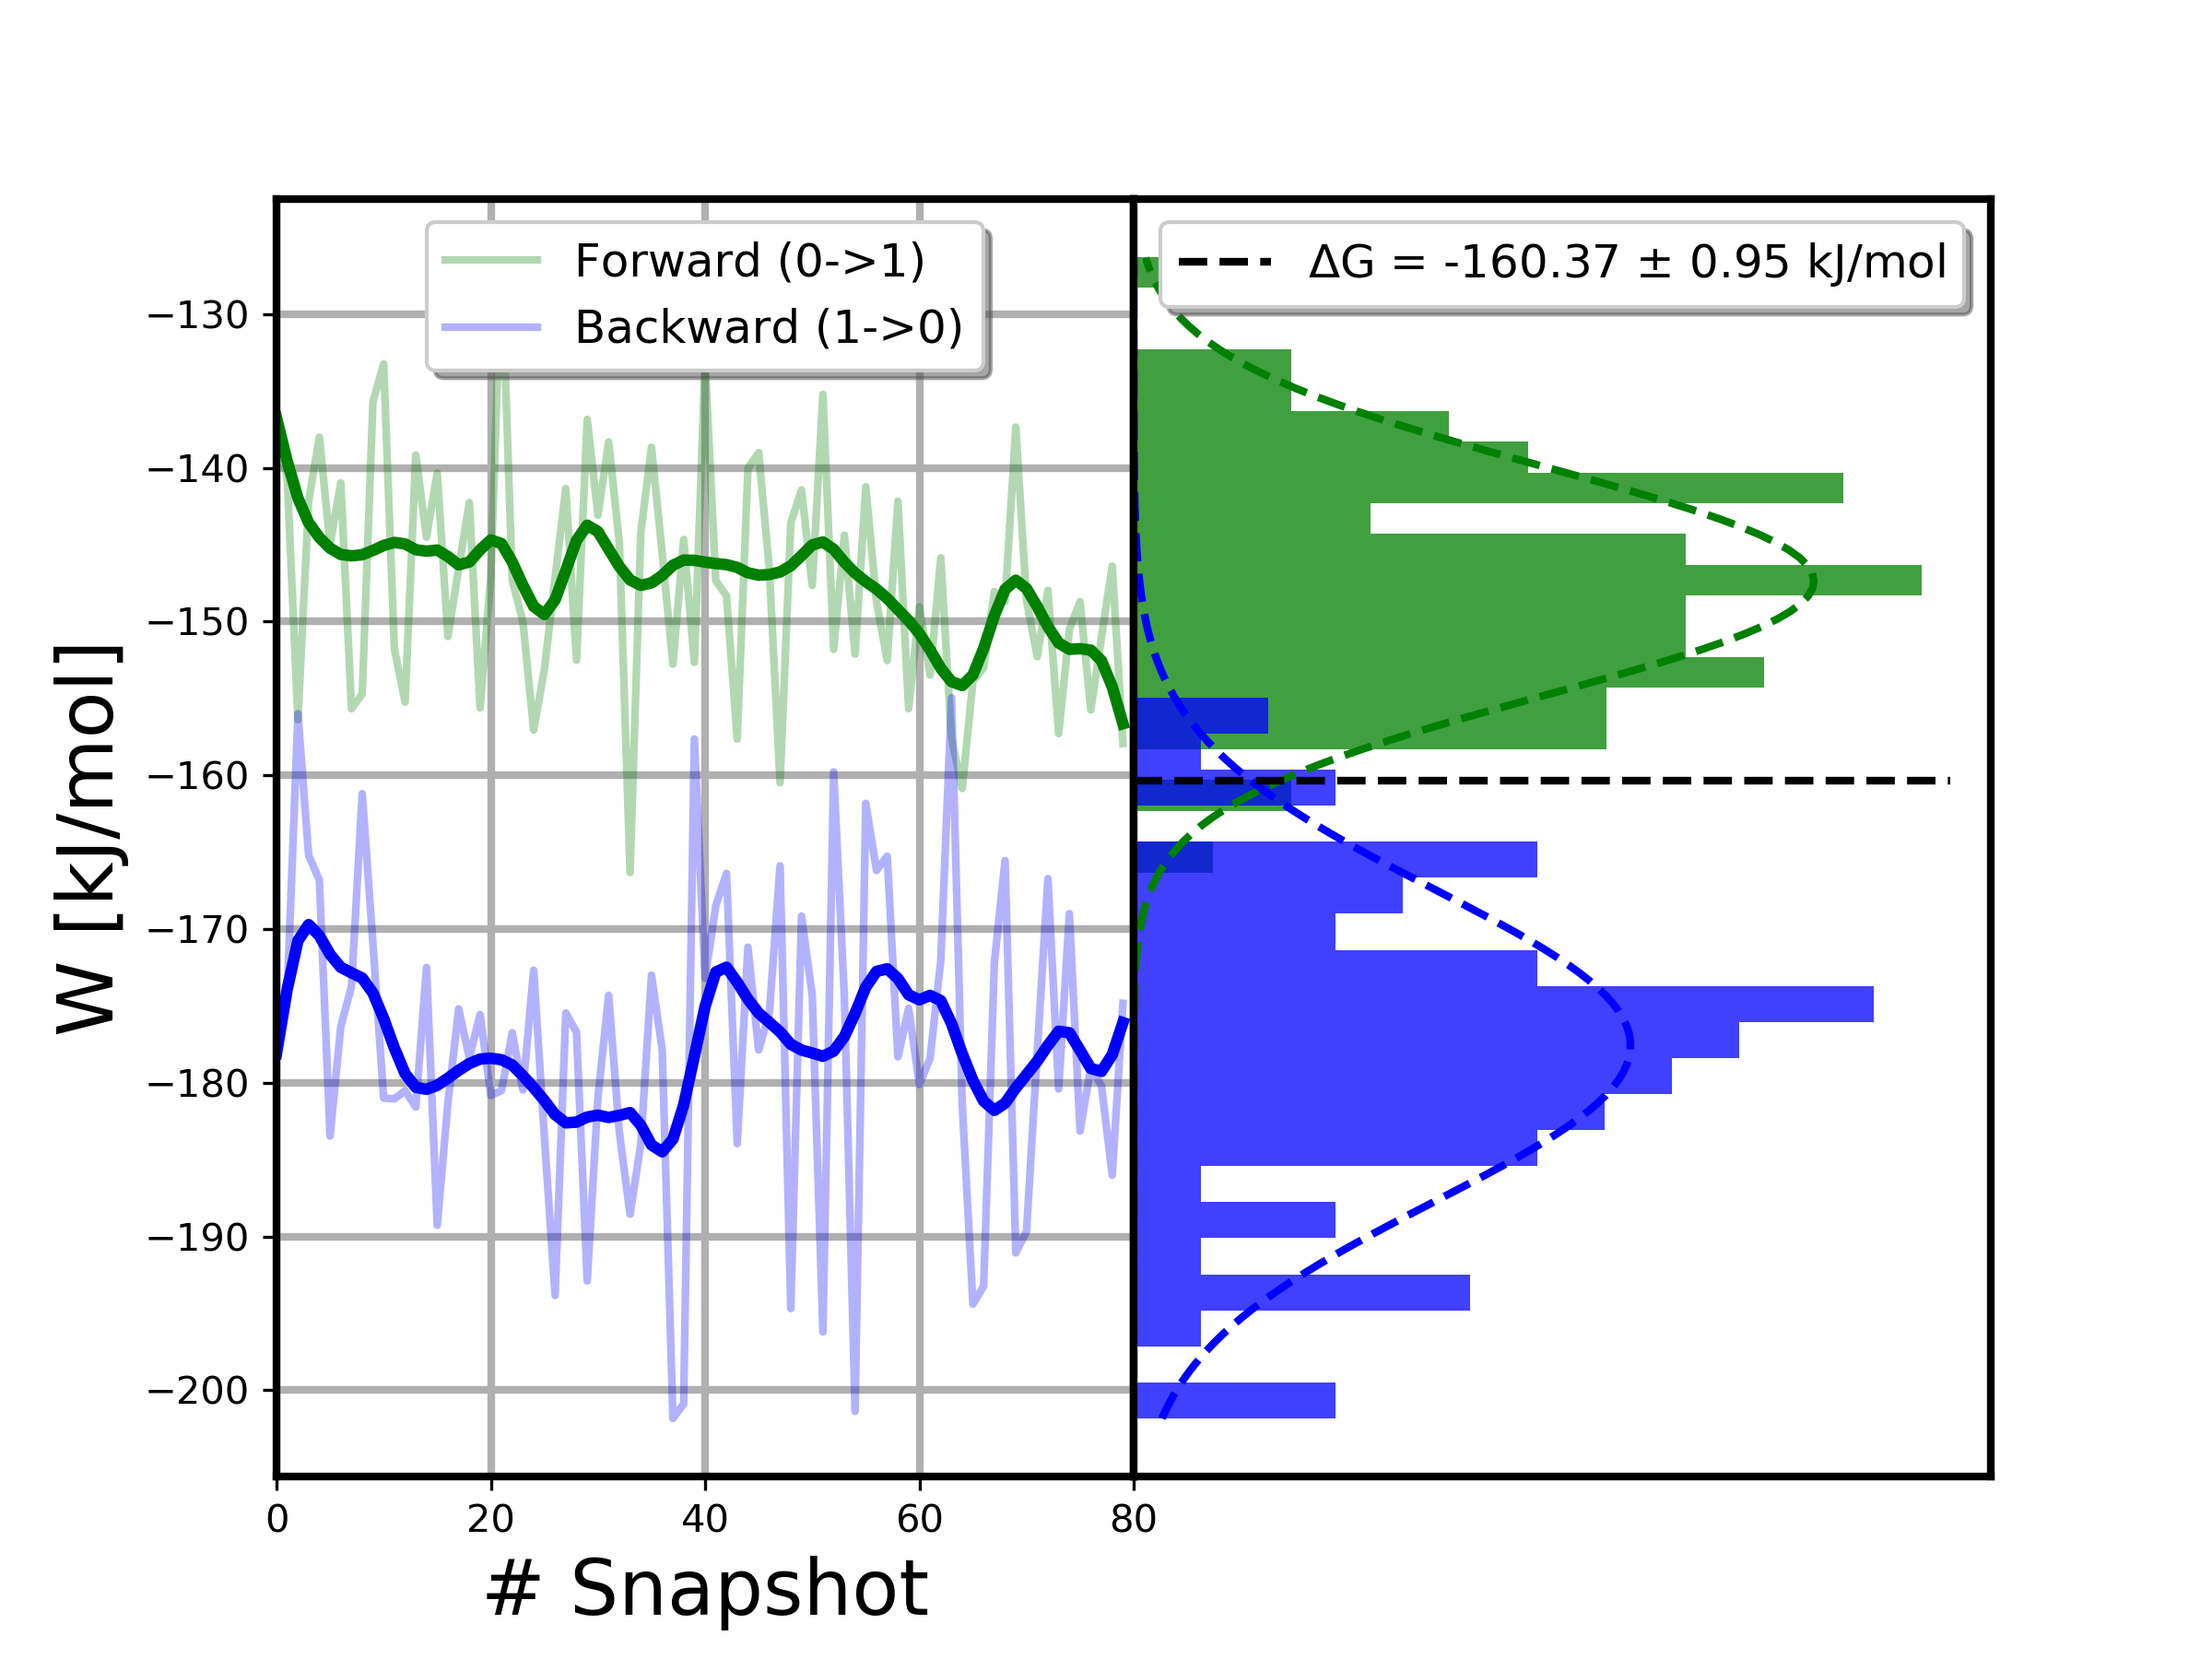 Forward (0->1)
Backward (1->0)
ΔG = -160.37 ± 0.95 kJ/mol
W [kJ/mol]
−130
−140
−150
−160
−170
−180
−190
−200
0 20 40 60 80
# Snapshot